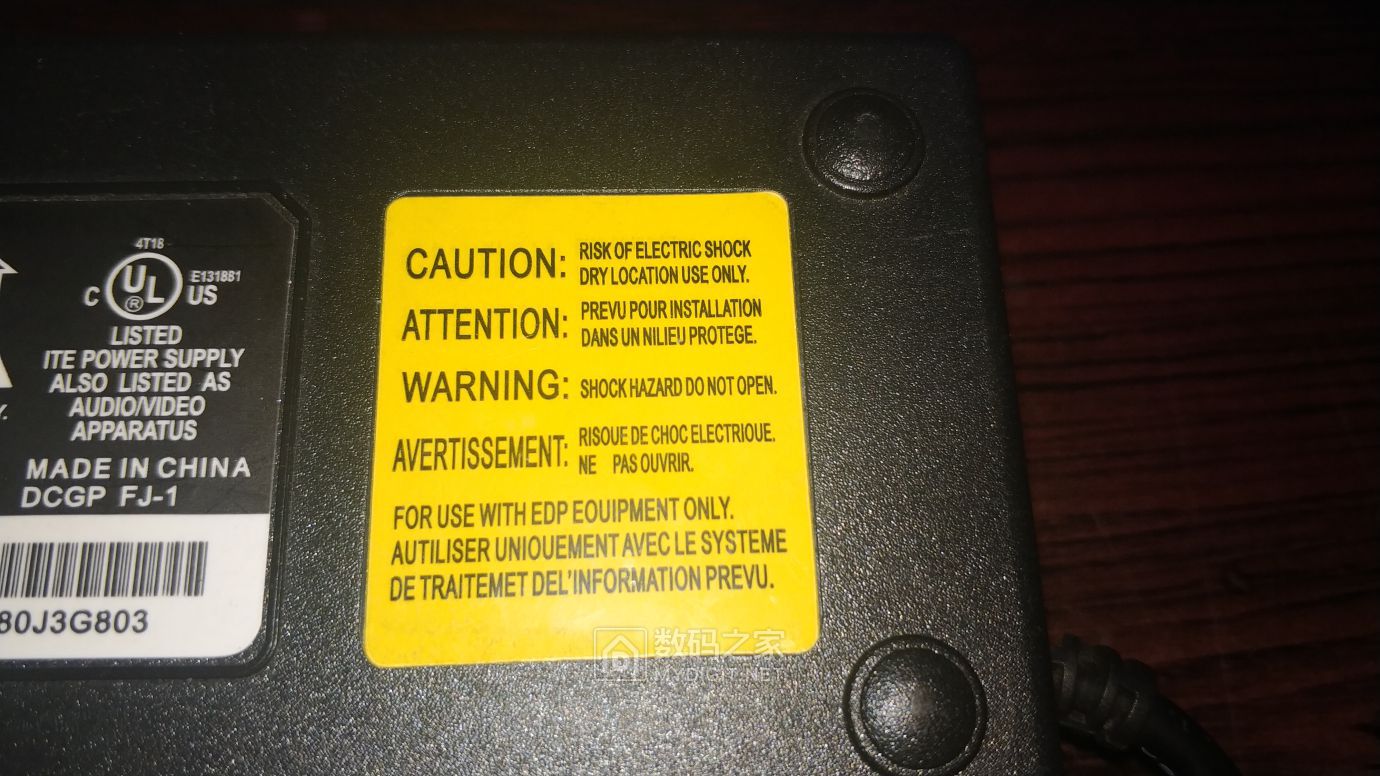 4T18
UL
®
C
US
E131881
LISTED
ITE POWER SUPPLY
ALSO LISTED AS
AUDIO/VIDEO
APPARATUS
MADE IN CHINA
DCGP FJ-1
80J3G803
CAUTION: RISK OF ELECTRIC SHOCK
DRY LOCATION USE ONLY.
ATTENTION: PREVU POUR INSTALLATION
DANS UN NILIEU PROTEGE.
WARNING: SHOCK HAZARD DO NOT OPEN.
AVERTISSEMENT: RISOUE DE CHOC ELECTRIOUE.
NE PAS OUVRIR.
FOR USE WITH EDP EOUIPMENT ONLY.
AUTILISER UNIOUEMENT AVEC LE SYSTEME
DE TRAITEMET DEL'INFORMATION PREVU.
数码之家
MYDIGIT.NET